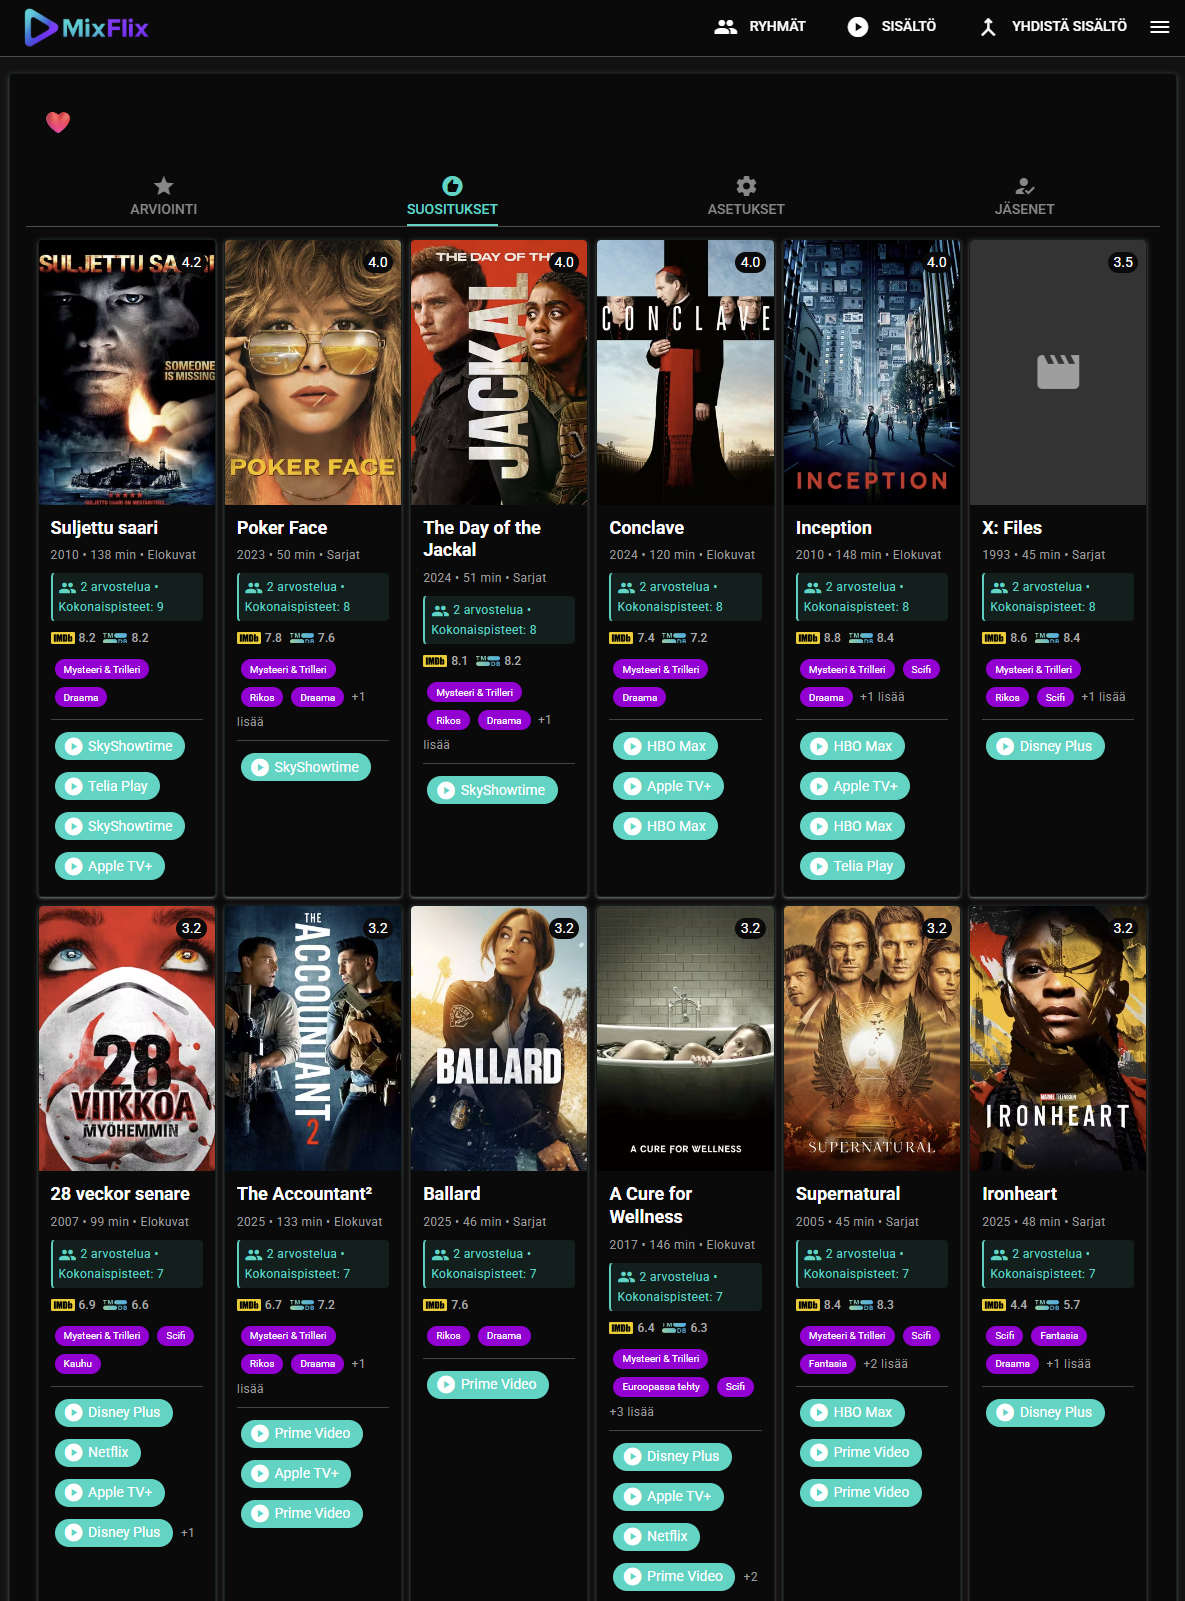 MixFlix
RYHMÄT
SISÄLTÖ
YHDISTÄ SISÄLTÖ
ARVIOINTI
SUOSITUKSET
ASETUKSET
JÄSENET
SULJETTU SA
4.2
SOMEONE
IS MISSING
4.0
POKER FACE
THE DAY OF TH
4.0
JACKAL
4.0
CONCLAVE
4.0
INCEPTION
3.5
Suljettu saari
2010 • 138 min • Elokuvat
2 arvostelua •
Kokonaispisteet: 9
IMDb 8.2 TMDB 8.2
Mysteeri & Trilleri
Draama
SkyShowtime
Telia Play
SkyShowtime
Apple TV+
Poker Face
2023 • 50 min • Sarjat
2 arvostelua •
Kokonaispisteet: 8
IMDb 7.8 TMDB 7.6
Mysteeri & Trilleri
Rikos Draama +1
lisää
SkyShowtime
The Day of the
Jackal
2024 • 51 min • Sarjat
2 arvostelua •
Kokonaispisteet: 8
IMDb 8.1 TMDB 8.2
Mysteeri & Trilleri
Rikos Draama +1
lisää
SkyShowtime
Conclave
2024 • 120 min • Elokuvat
2 arvostelua •
Kokonaispisteet: 8
IMDb 7.4 TMDB 7.2
Mysteeri & Trilleri
Draama
HBO Max
Apple TV+
HBO Max
Inception
2010 • 148 min • Elokuvat
2 arvostelua •
Kokonaispisteet: 8
IMDb 8.8 TMDB 8.4
Mysteeri & Trilleri Scifi
Draama +1 lisää
HBO Max
Apple TV+
HBO Max
Telia Play
X: Files
1993 • 45 min • Sarjat
2 arvostelua •
Kokonaispisteet: 8
IMDb 8.6 TMDB 8.4
Mysteeri & Trilleri
Rikos Scifi +1 lisää
Disney Plus
3.2
28
VIIKKOA
MYÖHEMMIN
3.2
THE
ACCOUNTANT
2
3.2
BALLARD
3.2
A CURE FOR WELLNESS
3.2
SUPERNATURAL
3.2
MARVEL TELEVISION
IRONHEART
28 veckor senare
2007 • 99 min • Elokuvat
2 arvostelua •
Kokonaispisteet: 7
IMDb 6.9 TMDB 6.6
Mysteeri & Trilleri Scifi
Kauhu
Disney Plus
Netflix
Apple TV+
Disney Plus +1
The Accountant²
2025 • 133 min • Elokuvat
2 arvostelua •
Kokonaispisteet: 7
IMDb 6.7 TMDB 7.2
Mysteeri & Trilleri
Rikos Draama +1
lisää
Prime Video
Apple TV+
Prime Video
Ballard
2025 • 46 min • Sarjat
2 arvostelua •
Kokonaispisteet: 7
IMDb 7.6
Rikos Draama
Prime Video
A Cure for
Wellness
2017 • 146 min • Elokuvat
2 arvostelua •
Kokonaispisteet: 7
IMDb 6.4 TMDB 6.3
Mysteeri & Trilleri
Euroopassa tehty Scifi
+3 lisää
Disney Plus
Apple TV+
Netflix
Prime Video +2
Supernatural
2005 • 45 min • Sarjat
2 arvostelua •
Kokonaispisteet: 7
IMDb 8.4 TMDB 8.3
Mysteeri & Trilleri Scifi
Fantasia +2 lisää
HBO Max
Prime Video
Prime Video
Ironheart
2025 • 48 min • Sarjat
2 arvostelua •
Kokonaispisteet: 7
IMDb 4.4 TMDB 5.7
Scifi Fantasia
Draama +1 lisää
Disney Plus